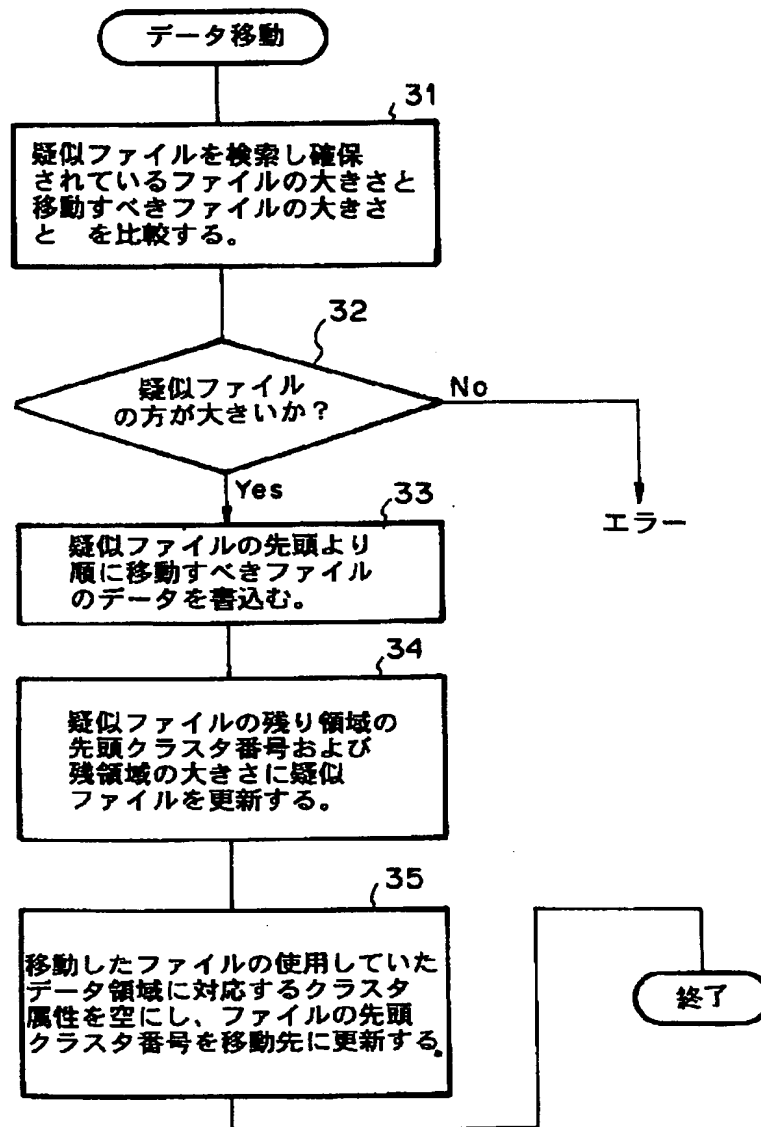 データ移動
31
疑似ファイルを検索し確保
されているファイルの大きさと
移動すべきファイルの大きさ
と を比較する。
32
疑似ファイル
の方が大きいか？
No
Yes
エラー
33
疑似ファイルの先頭より
順に移動すべきファイル
のデータを書込む。
34
疑似ファイルの残り領域の
先頭クラスタ番号および
残領域の大きさに疑似
ファイルを更新する。
35
移動したファイルの使用していた
データ領域に対応するクラスタ
属性を空にし、ファイルの先頭
クラスタ番号を移動先に更新する。
終了